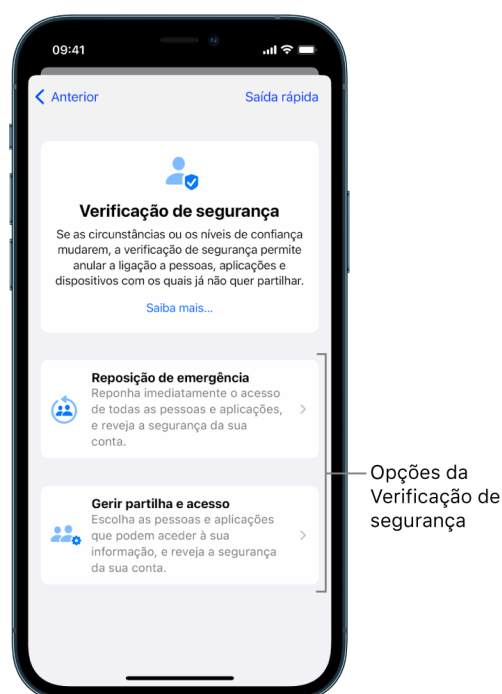 09:41
Anterior
Saída rápida
Verificação de segurança
Se as circunstâncias ou os níveis de confiança
mudarem, a verificação de segurança permite
anular a ligação a pessoas, aplicações e
dispositivos com os quais já não quer partilhar.
Saiba mais...
Reposição de emergência
Reponha imediatamente o acesso
de todas as pessoas e aplicações,
e reveja a segurança da sua
conta.
Gerir partilha e acesso
Escolha as pessoas e aplicações
que podem aceder à sua
informação, e reveja a segurança
da sua conta.
Opções da
Verificação de
segurança